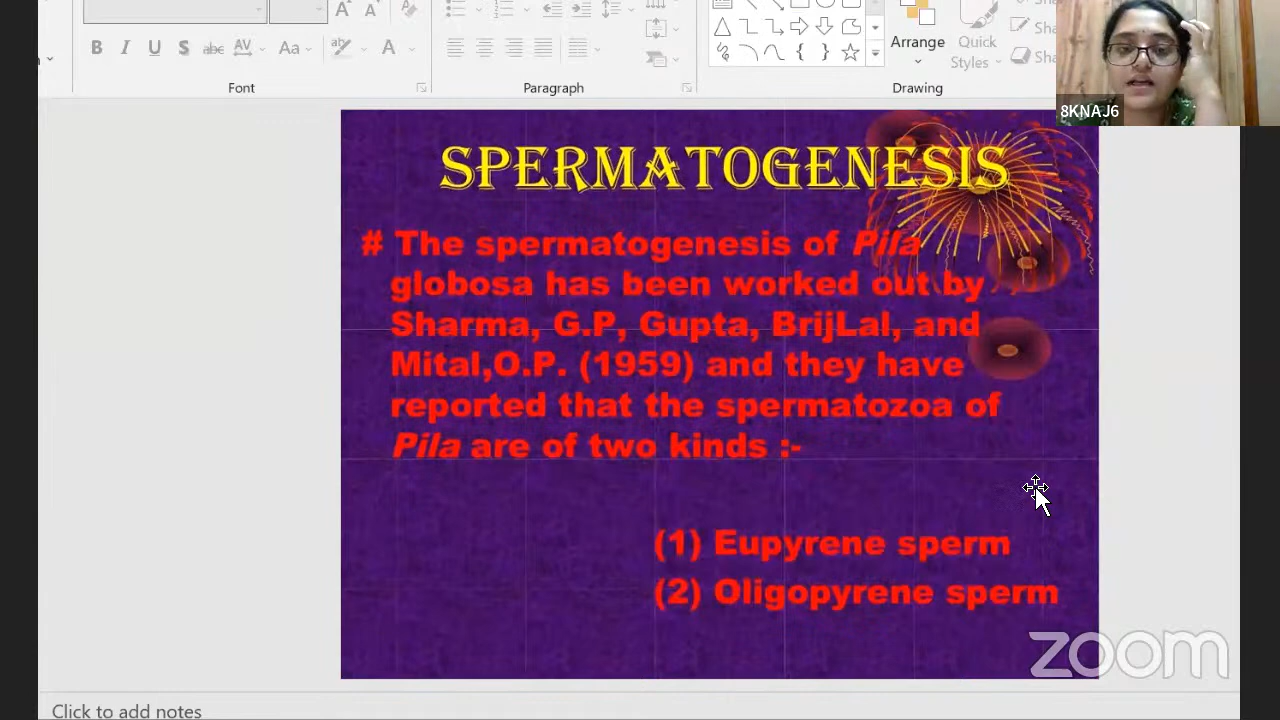 B I U S abc AV Aa A
Font
Paragraph
Arrange
Quick
Styles
Drawing
Sha
8KNAJ6
SPERMATOGENESIS
# The spermatogenesis of Pila
globosa has been worked out by
Sharma, G.P, Gupta, BrijLal, and
Mital,O.P. (1959) and they have
reported that the spermatozoa of
Pila are of two kinds :-
(1) Eupyrene sperm
(2) Oligopyrene sperm
zoom
Click to add notes